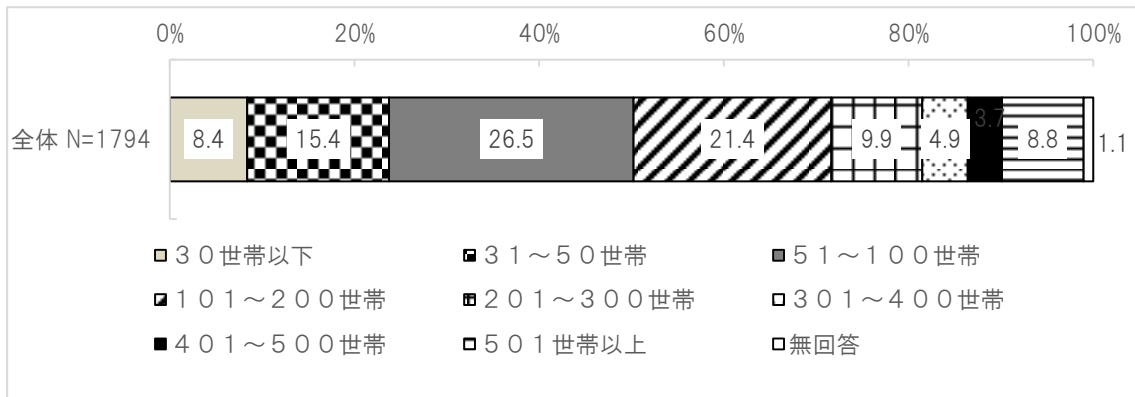 0% 20% 40% 60% 80% 100%
全体 N=1794 8.4 15.4 26.5 21.4 9.9 4.9 3.7 8.8 1.1
３０世帯以下 ３１～５０世帯 ５１～１００世帯
１０１～２００世帯 ２０１～３００世帯 ３０１～４００世帯
４０１～５００世帯 ５０１世帯以上 無回答